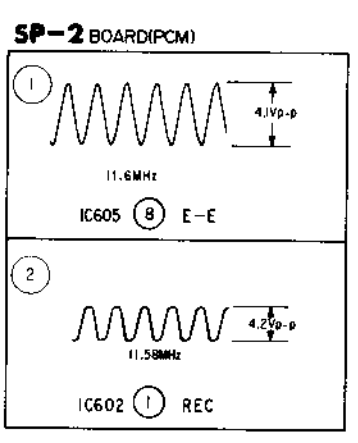 SP-2 BOARD(PCM)
1
4.1Vp-p
11.6MHz
IC605 8 E-E
2
4.2Vp-p
11.58MHz
IC602 1 REC